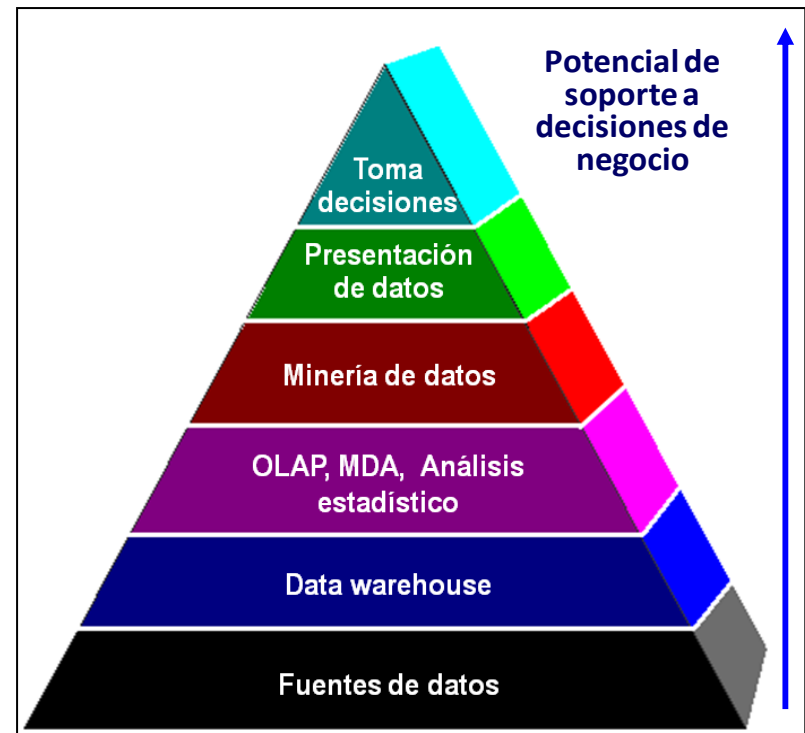 Potencial de
soporte a
decisiones de
negocio
Toma
decisiones
Presentación
de datos
Minería de datos
OLAP, MDA, Análisis
estadístico
Data warehouse
Fuentes de datos